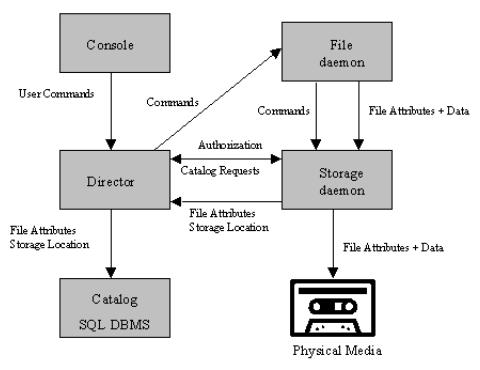 Console
File
daemon
User Commands
Commands
Commands
File Attributes + Data
Authorization
Director
Catalog Requests
Storage
daemon
File Attributes
Storage Location
File Attributes
Storage Location
File Attributes + Data
Catalog
SQL DBMS
Physical Media